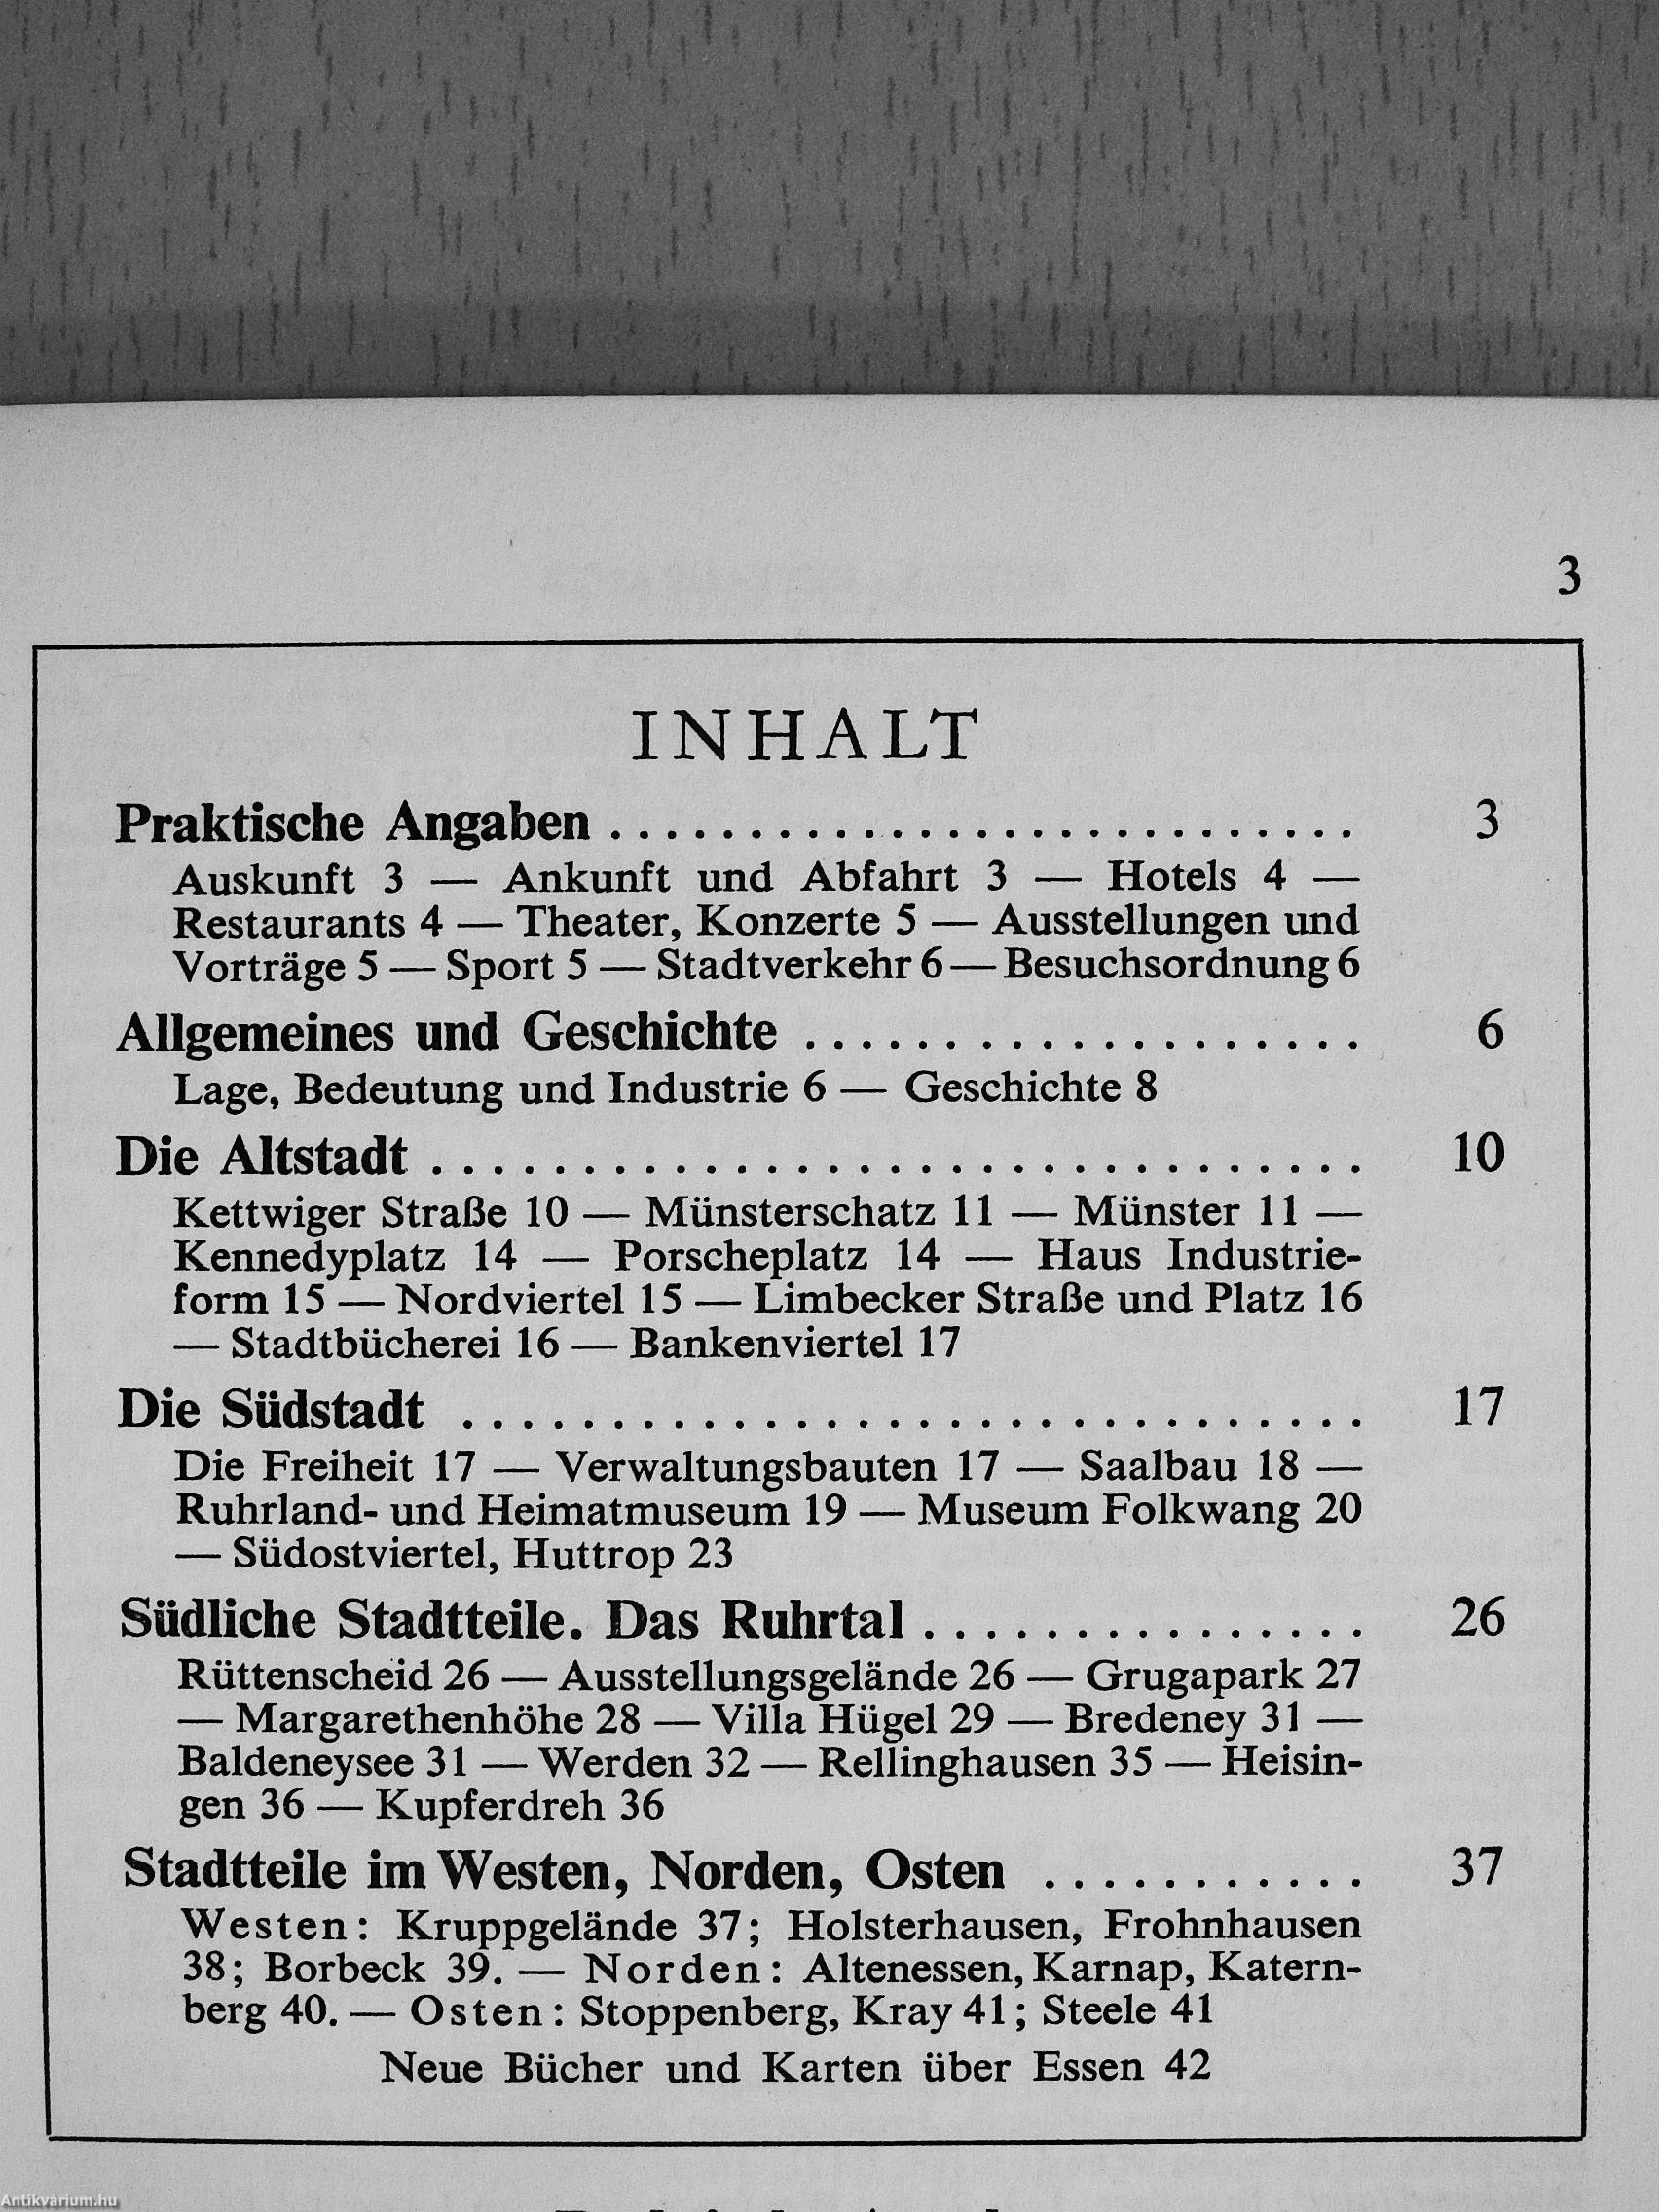 3
INHALT
Praktische Angaben ........................... 3
Auskunft 3 — Ankunft und Abfahrt 3 — Hotels 4 —
Restaurants 4 — Theater, Konzerte 5 — Ausstellungen und
Vorträge 5 — Sport 5 — Stadtverkehr 6 — Besuchsordnung 6
Allgemeines und Geschichte ................... 6
Lage, Bedeutung und Industrie 6 — Geschichte 8
Die Altstadt ............................... 10
Kettwiger Straße 10 — Münsterschatz 11 — Münster 11 —
Kennedyplatz 14 — Porscheplatz 14 — Haus Industrie-
form 15 — Nordviertel 15 — Limbecker Straße und Platz 16
— Stadtbücherei 16 — Bankenviertel 17
Die Südstadt .............................. 17
Die Freiheit 17 — Verwaltungsbauten 17 — Saalbau 18 —
Ruhrland- und Heimatmuseum 19 — Museum Folkwang 20
— Südostviertel, Huttrop 23
Südliche Stadtteile. Das Ruhrtal ............... 26
Rüttenscheid 26 — Ausstellungsgelände 26 — Grugapark 27
— Margarethenhöhe 28 — Villa Hügel 29 — Bredeney 31 —
Baldeneysee 31 — Werden 32 — Rellinghausen 35 — Heisin-
gen 36 — Kupferdreh 36
Stadtteile im Westen, Norden, Osten ........... 37
Westen: Kruppgelände 37; Holsterhausen, Frohnhausen
38; Borbeck 39. — Norden: Altenessen, Karnap, Katern-
berg 40. — Osten: Stoppenberg, Kray 41; Steele 41
Neue Bücher und Karten über Essen 42
Antikvarium.hu